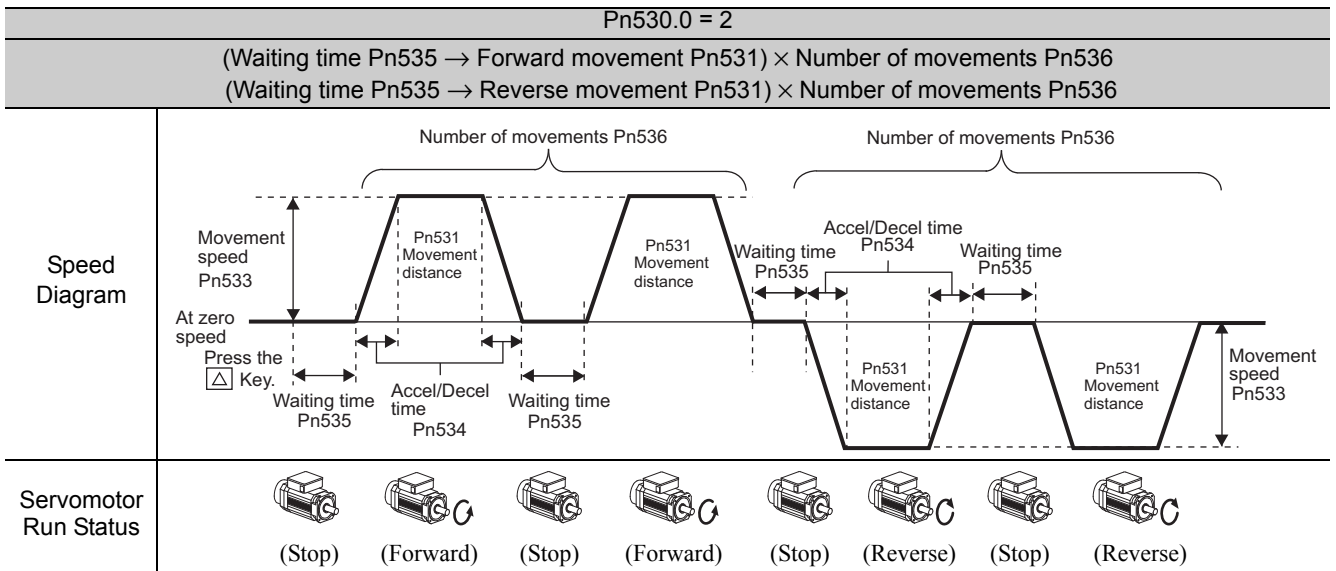 Pn530.0 = 2
(Waiting time Pn535 → Forward movement Pn531) × Number of movements Pn536
(Waiting time Pn535 → Reverse movement Pn531) × Number of movements Pn536
Speed
Diagram
Number of movements Pn536
Number of movements Pn536
Movement
speed
Pn533
Pn531
Movement
distance
Pn531
Movement
distance
Waiting time
Pn535
Accel/Decel time
Pn534
Waiting time
Pn535
At zero
speed
Press the
△ Key.
Waiting time
Pn535
Accel/Decel
time
Pn534
Waiting time
Pn535
Pn531
Movement
distance
Pn531
Movement
distance
Movement
speed
Pn533
Servomotor
Run Status
(Stop) (Forward) (Stop) (Forward) (Stop) (Reverse) (Stop) (Reverse)